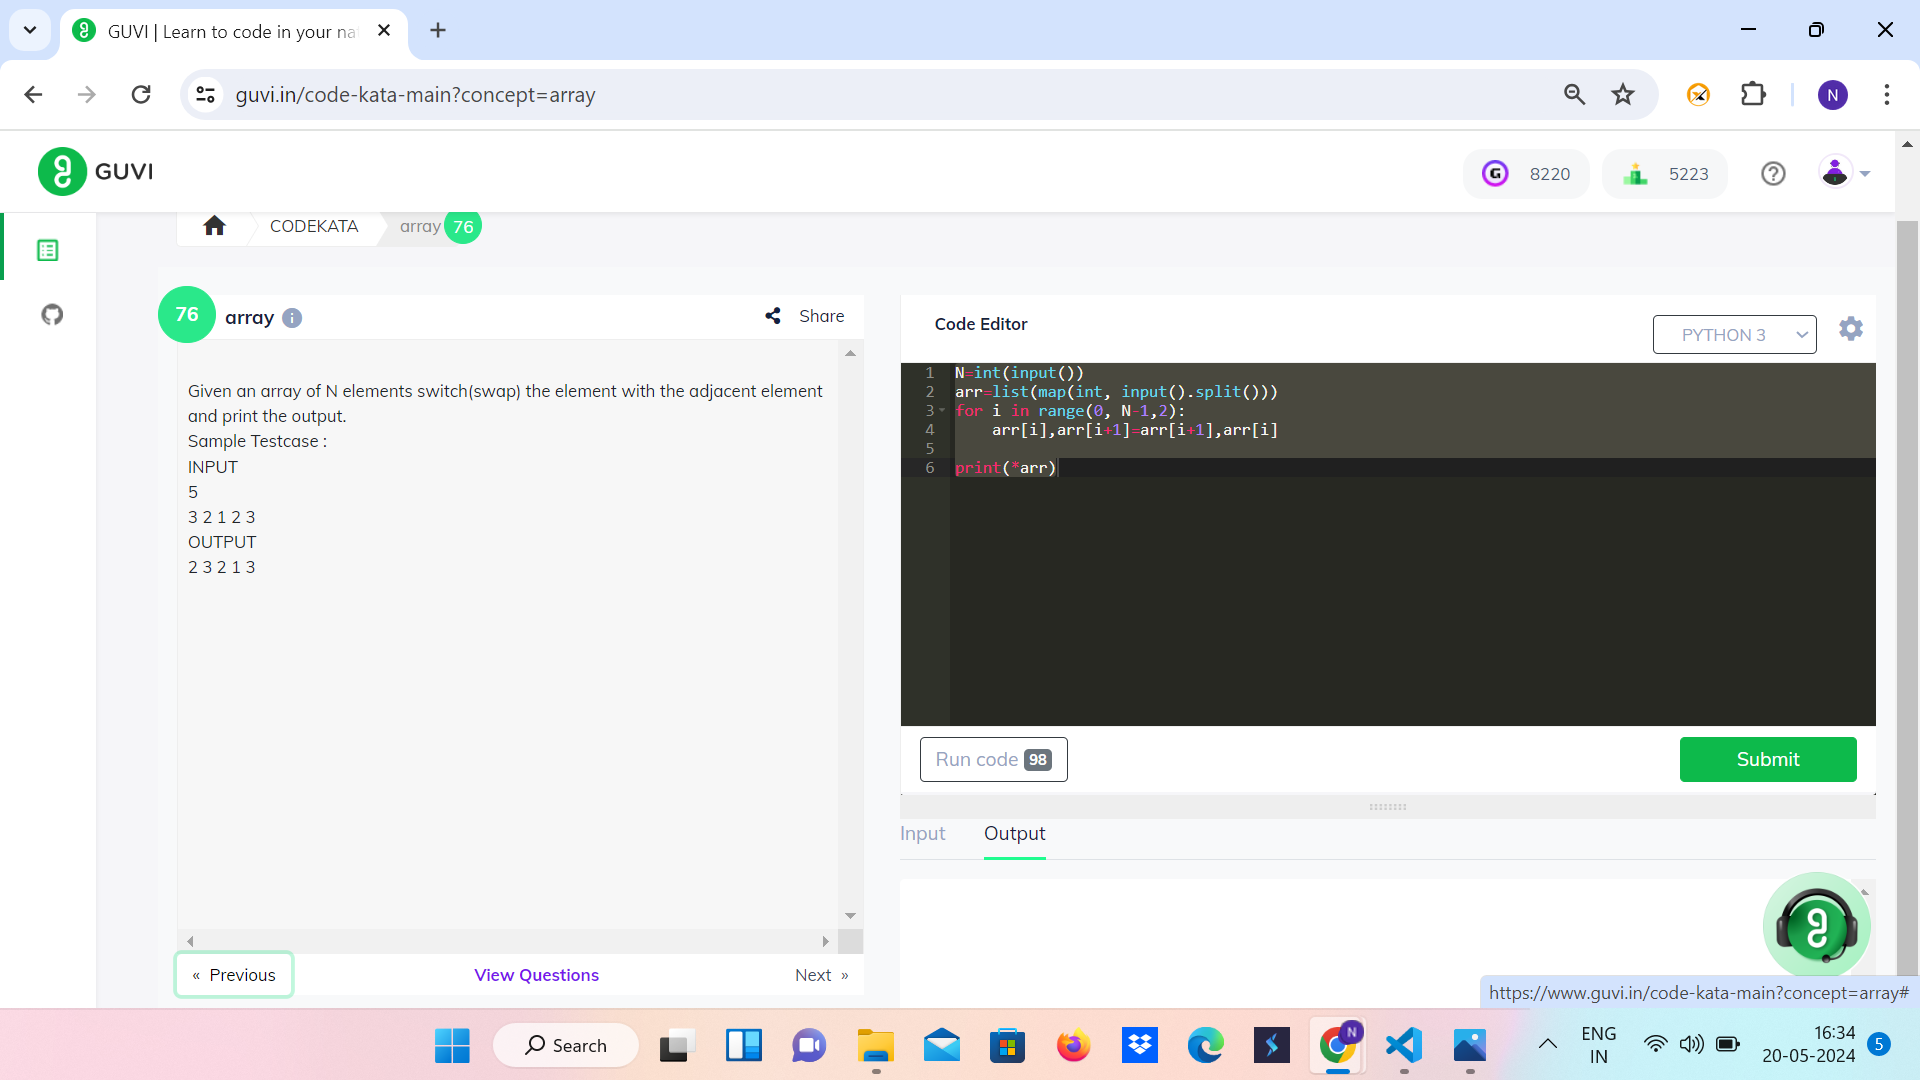 GUVI | Learn to code in your na
guvi.in/code-kata-main?concept=array
N
GUVI
G 8220
5223
CODEKATA
array 76
76 array i
Share
Given an array of N elements switch(swap) the element with the adjacent element
and print the output.
Sample Testcase :
INPUT
5
3 2 1 2 3
OUTPUT
2 3 2 1 3
« Previous
View Questions
Next »
Code Editor
PYTHON 3
1 N=int(input())
2 arr=list(map(int, input().split()))
3 for i in range(0, N-1,2):
4     arr[i],arr[i+1]=arr[i+1],arr[i]
5
6 print(*arr)
Run code 98
Submit
Input
Output
https://www.guvi.in/code-kata-main?concept=array#
Search
N
ENG
IN
16:34
20-05-2024
5